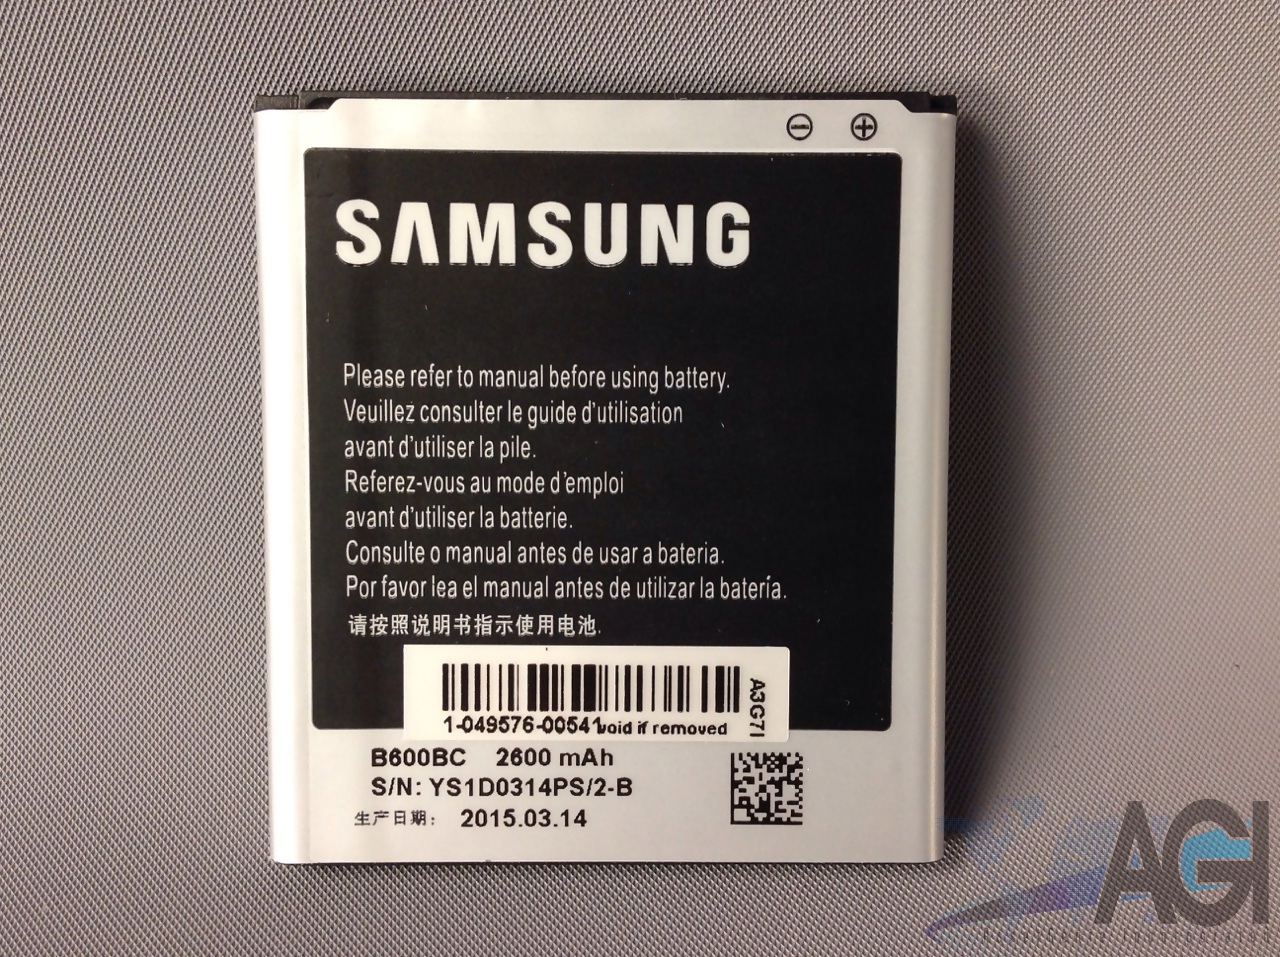 SAMSUNG
Please refer to manual before using battery.
Veuillez consulter le guide d'utilisation
avant d'utiliser la pile.
Referez-vous au mode d'emploi
avant d'utiliser la batterie.
Consulte o manual antes de usar a bateria.
Por favor lea el manual antes de utilizar la batería.
请按照说明书指示使用电池.
A3G71
1-049576-00541 void if removed
B600BC 2600 mAh
S/N: YS1D0314PS/2-B
生产日期: 2015.03.14
AGI